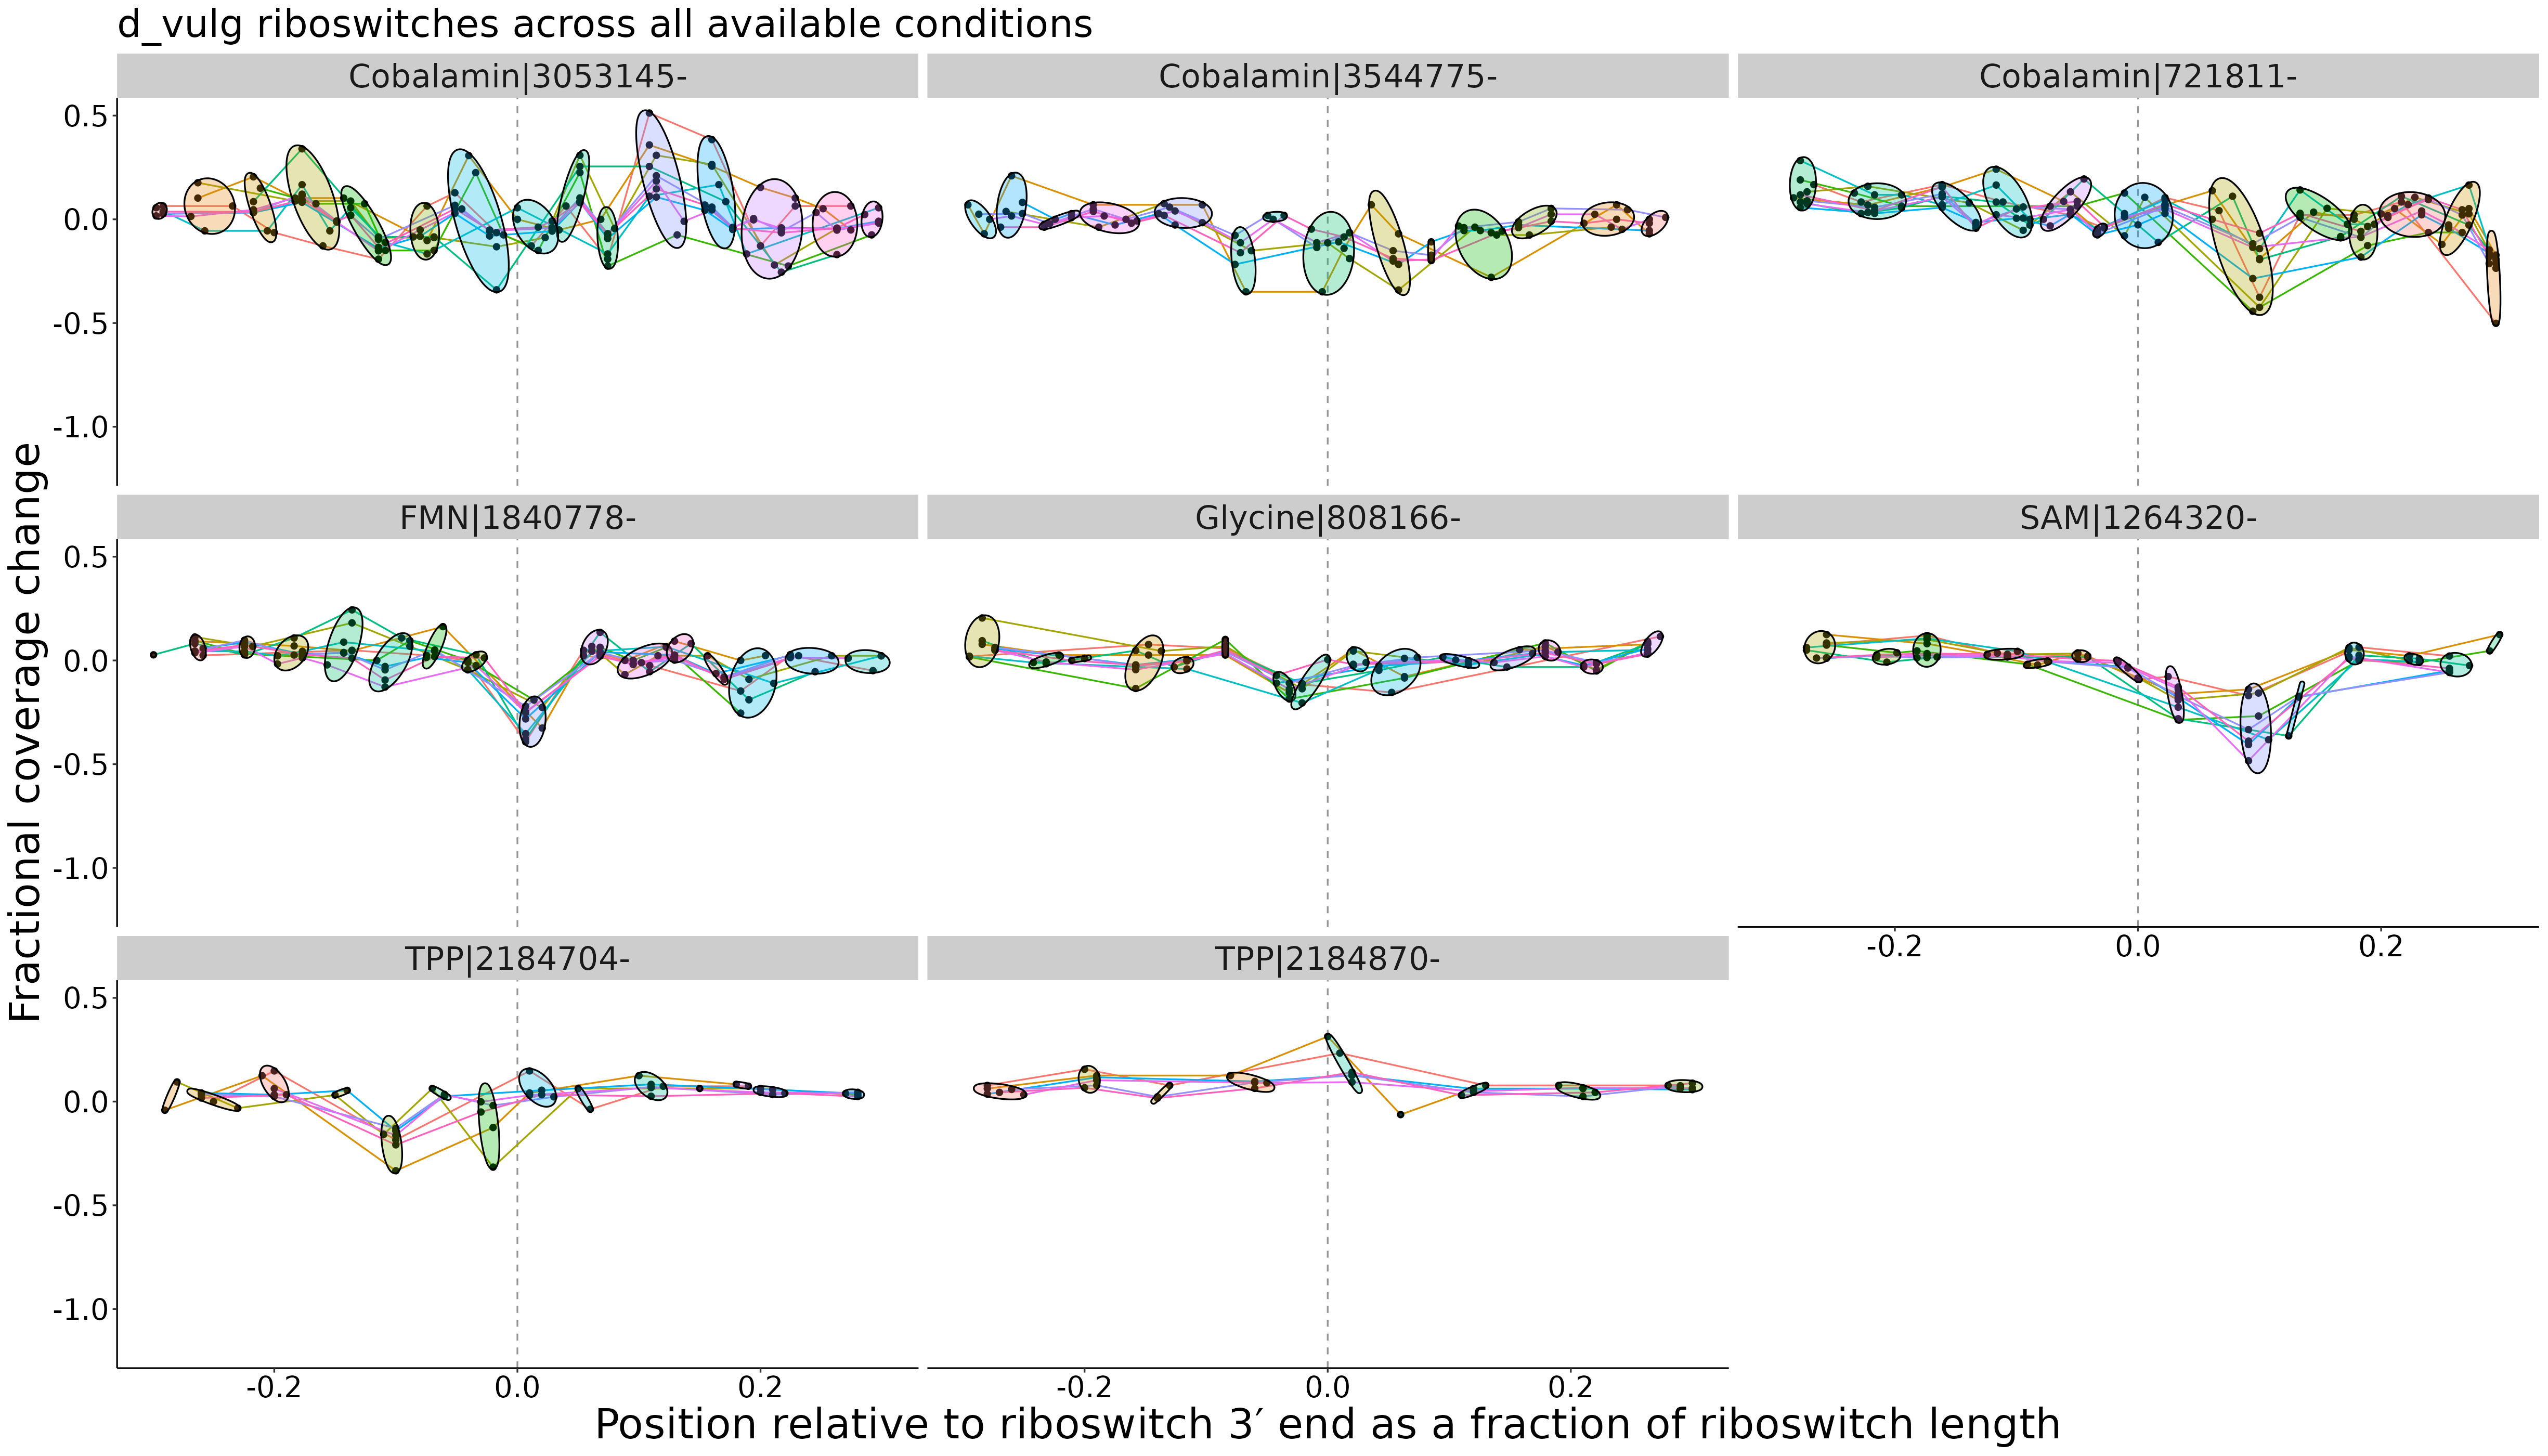 d_vulg riboswitches across all available conditions
Cobalamin|3053145-
Cobalamin|3544775-
Cobalamin|721811-
0.5
0.0
-0.5
-1.0
FMN|1840778-
Glycine|808166-
SAM|1264320-
0.5
0.0
-0.5
-1.0
-0.2
0.0
0.2
TPP|2184704-
TPP|2184870-
0.5
0.0
-0.5
-1.0
-0.2
0.0
0.2
-0.2
0.0
0.2
Position relative to riboswitch 3′ end as a fraction of riboswitch length
Fractional coverage change